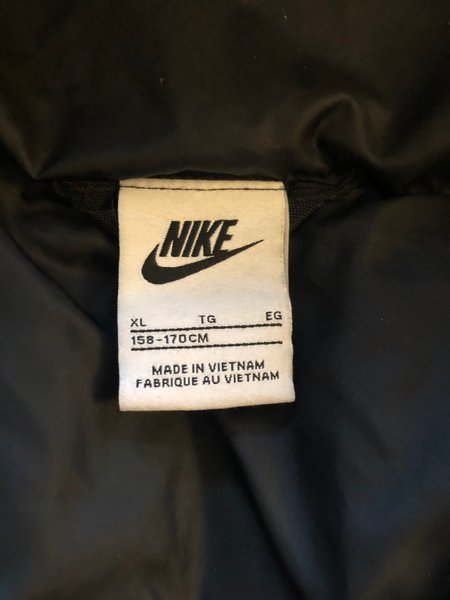 NIKE
XL TG EG
158-170CM
MADE IN VIETNAM
FABRIQUE AU VIETNAM